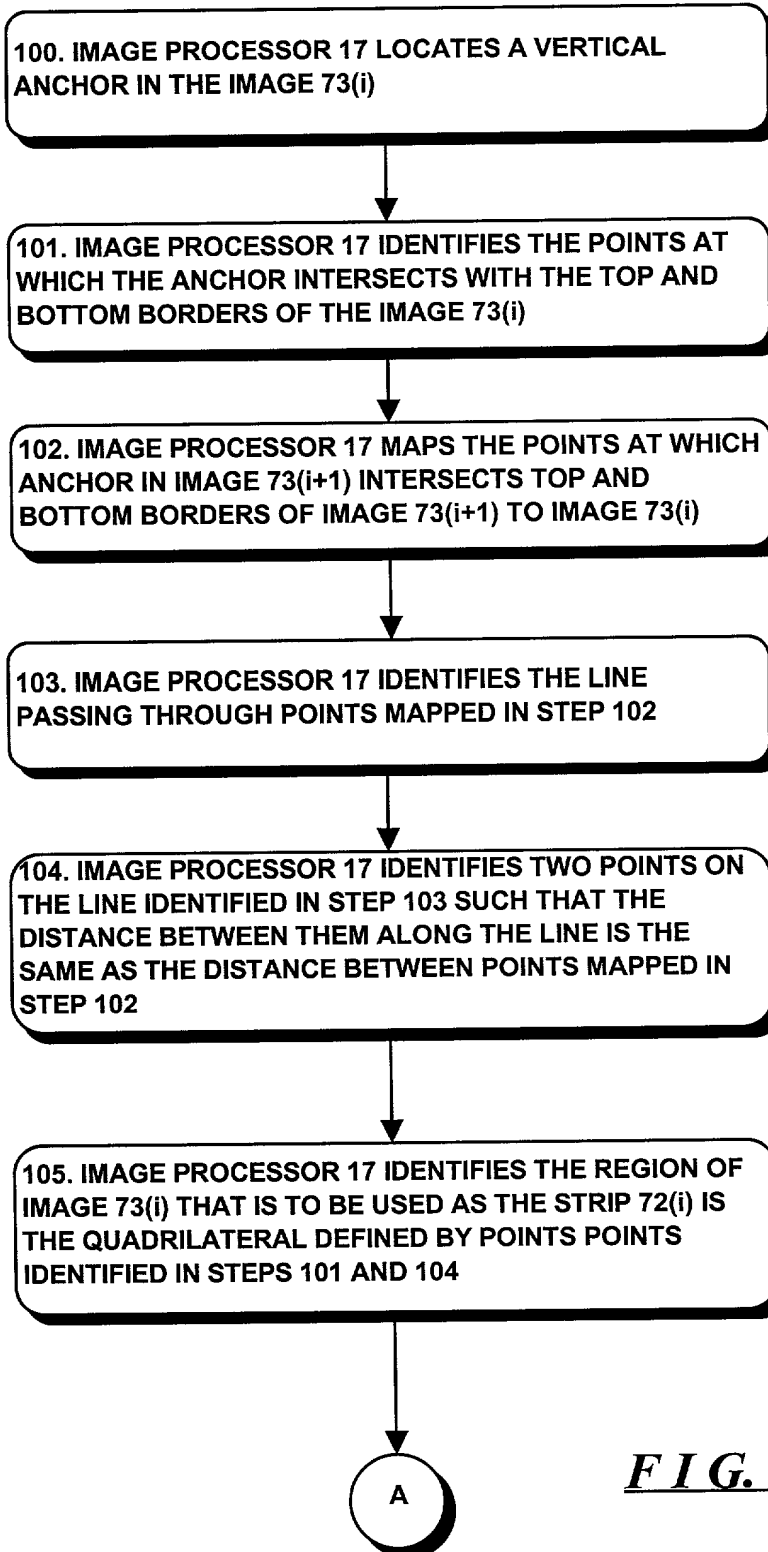 100. IMAGE PROCESSOR 17 LOCATES A VERTICAL
ANCHOR IN THE IMAGE 73(i)
101. IMAGE PROCESSOR 17 IDENTIFIES THE POINTS AT
WHICH THE ANCHOR INTERSECTS WITH THE TOP AND
BOTTOM BORDERS OF THE IMAGE 73(i)
102. IMAGE PROCESSOR 17 MAPS THE POINTS AT WHICH
ANCHOR IN IMAGE 73(i+1) INTERSECTS TOP AND
BOTTOM BORDERS OF IMAGE 73(i+1) TO IMAGE 73(i)
103. IMAGE PROCESSOR 17 IDENTIFIES THE LINE
PASSING THROUGH POINTS MAPPED IN STEP 102
104. IMAGE PROCESSOR 17 IDENTIFIES TWO POINTS ON
THE LINE IDENTIFIED IN STEP 103 SUCH THAT THE
DISTANCE BETWEEN THEM ALONG THE LINE IS THE
SAME AS THE DISTANCE BETWEEN POINTS MAPPED IN
STEP 102
105. IMAGE PROCESSOR 17 IDENTIFIES THE REGION OF
IMAGE 73(i) THAT IS TO BE USED AS THE STRIP 72(i) IS
THE QUADRILATERAL DEFINED BY POINTS POINTS
IDENTIFIED IN STEPS 101 AND 104
A
F I G.